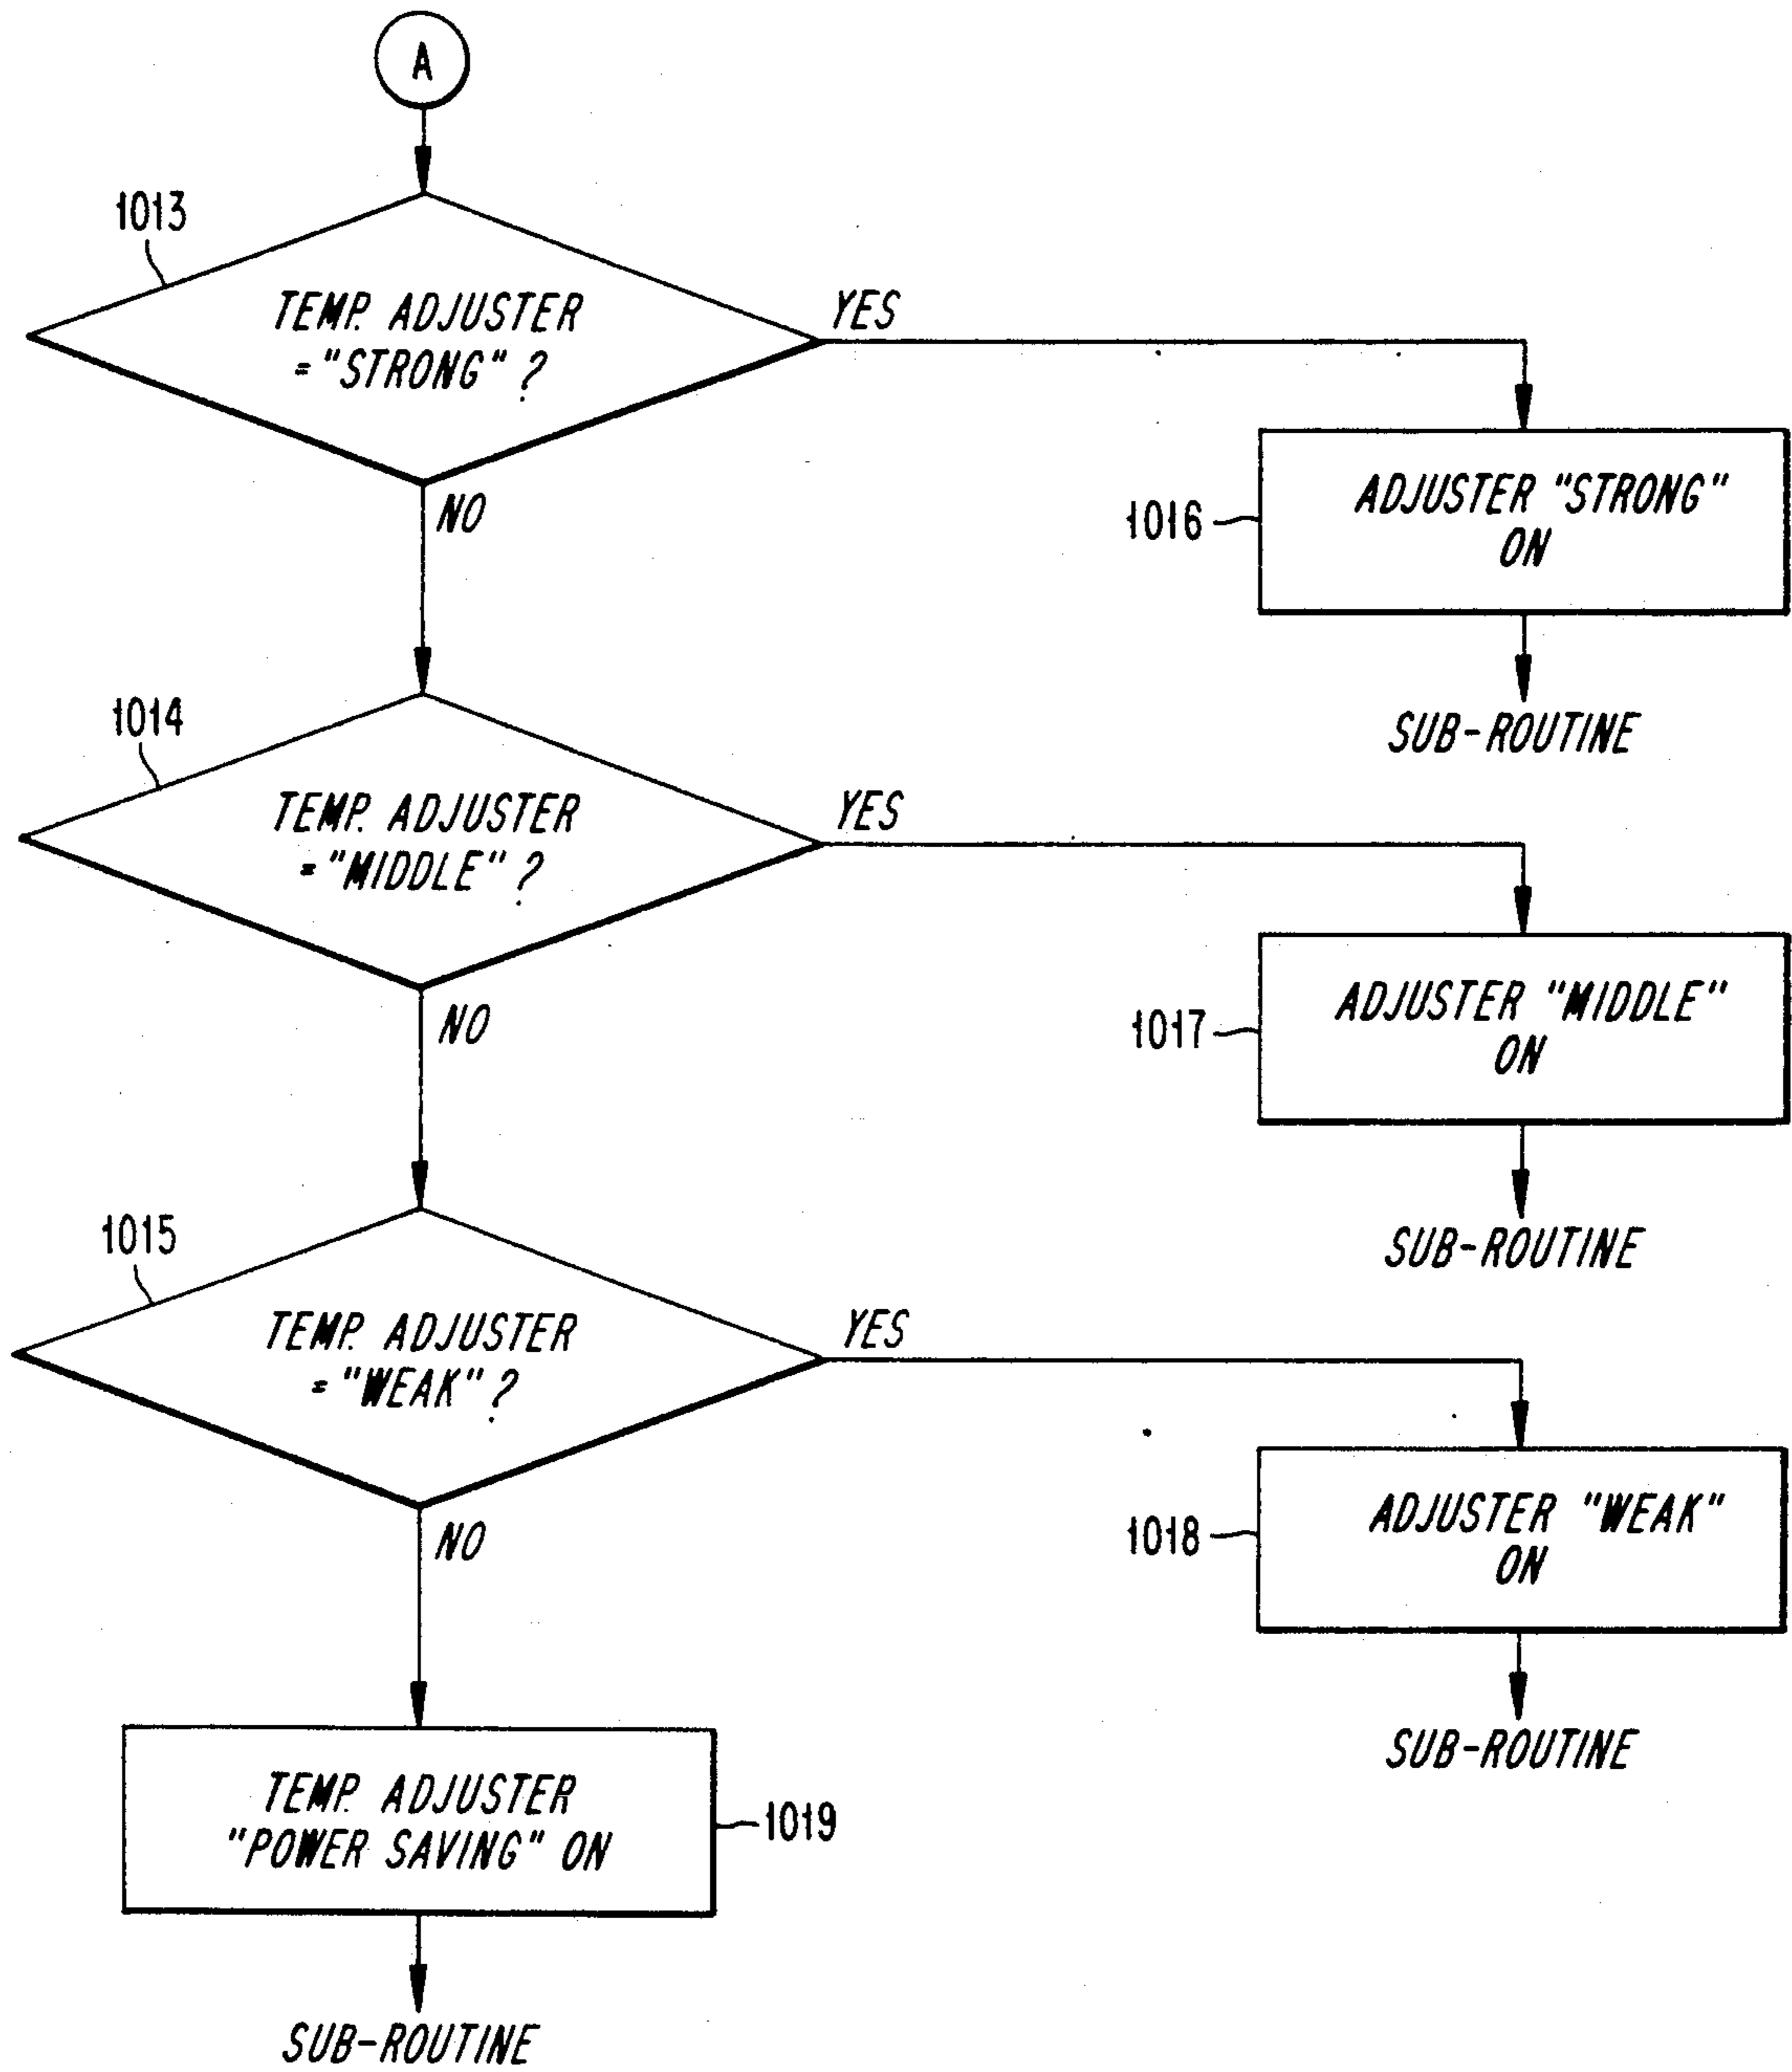 A
1013
TEMP. ADJUSTER
="STRONG"?
YES
NO
1016
ADJUSTER "STRONG"
ON
SUB-ROUTINE
1014
TEMP. ADJUSTER
="MIDDLE"?
YES
NO
1017
ADJUSTER "MIDDLE"
ON
SUB-ROUTINE
1015
TEMP. ADJUSTER
="WEAK"?
YES
NO
1018
ADJUSTER "WEAK"
ON
SUB-ROUTINE
TEMP. ADJUSTER
"POWER SAVING" ON
1019
SUB-ROUTINE